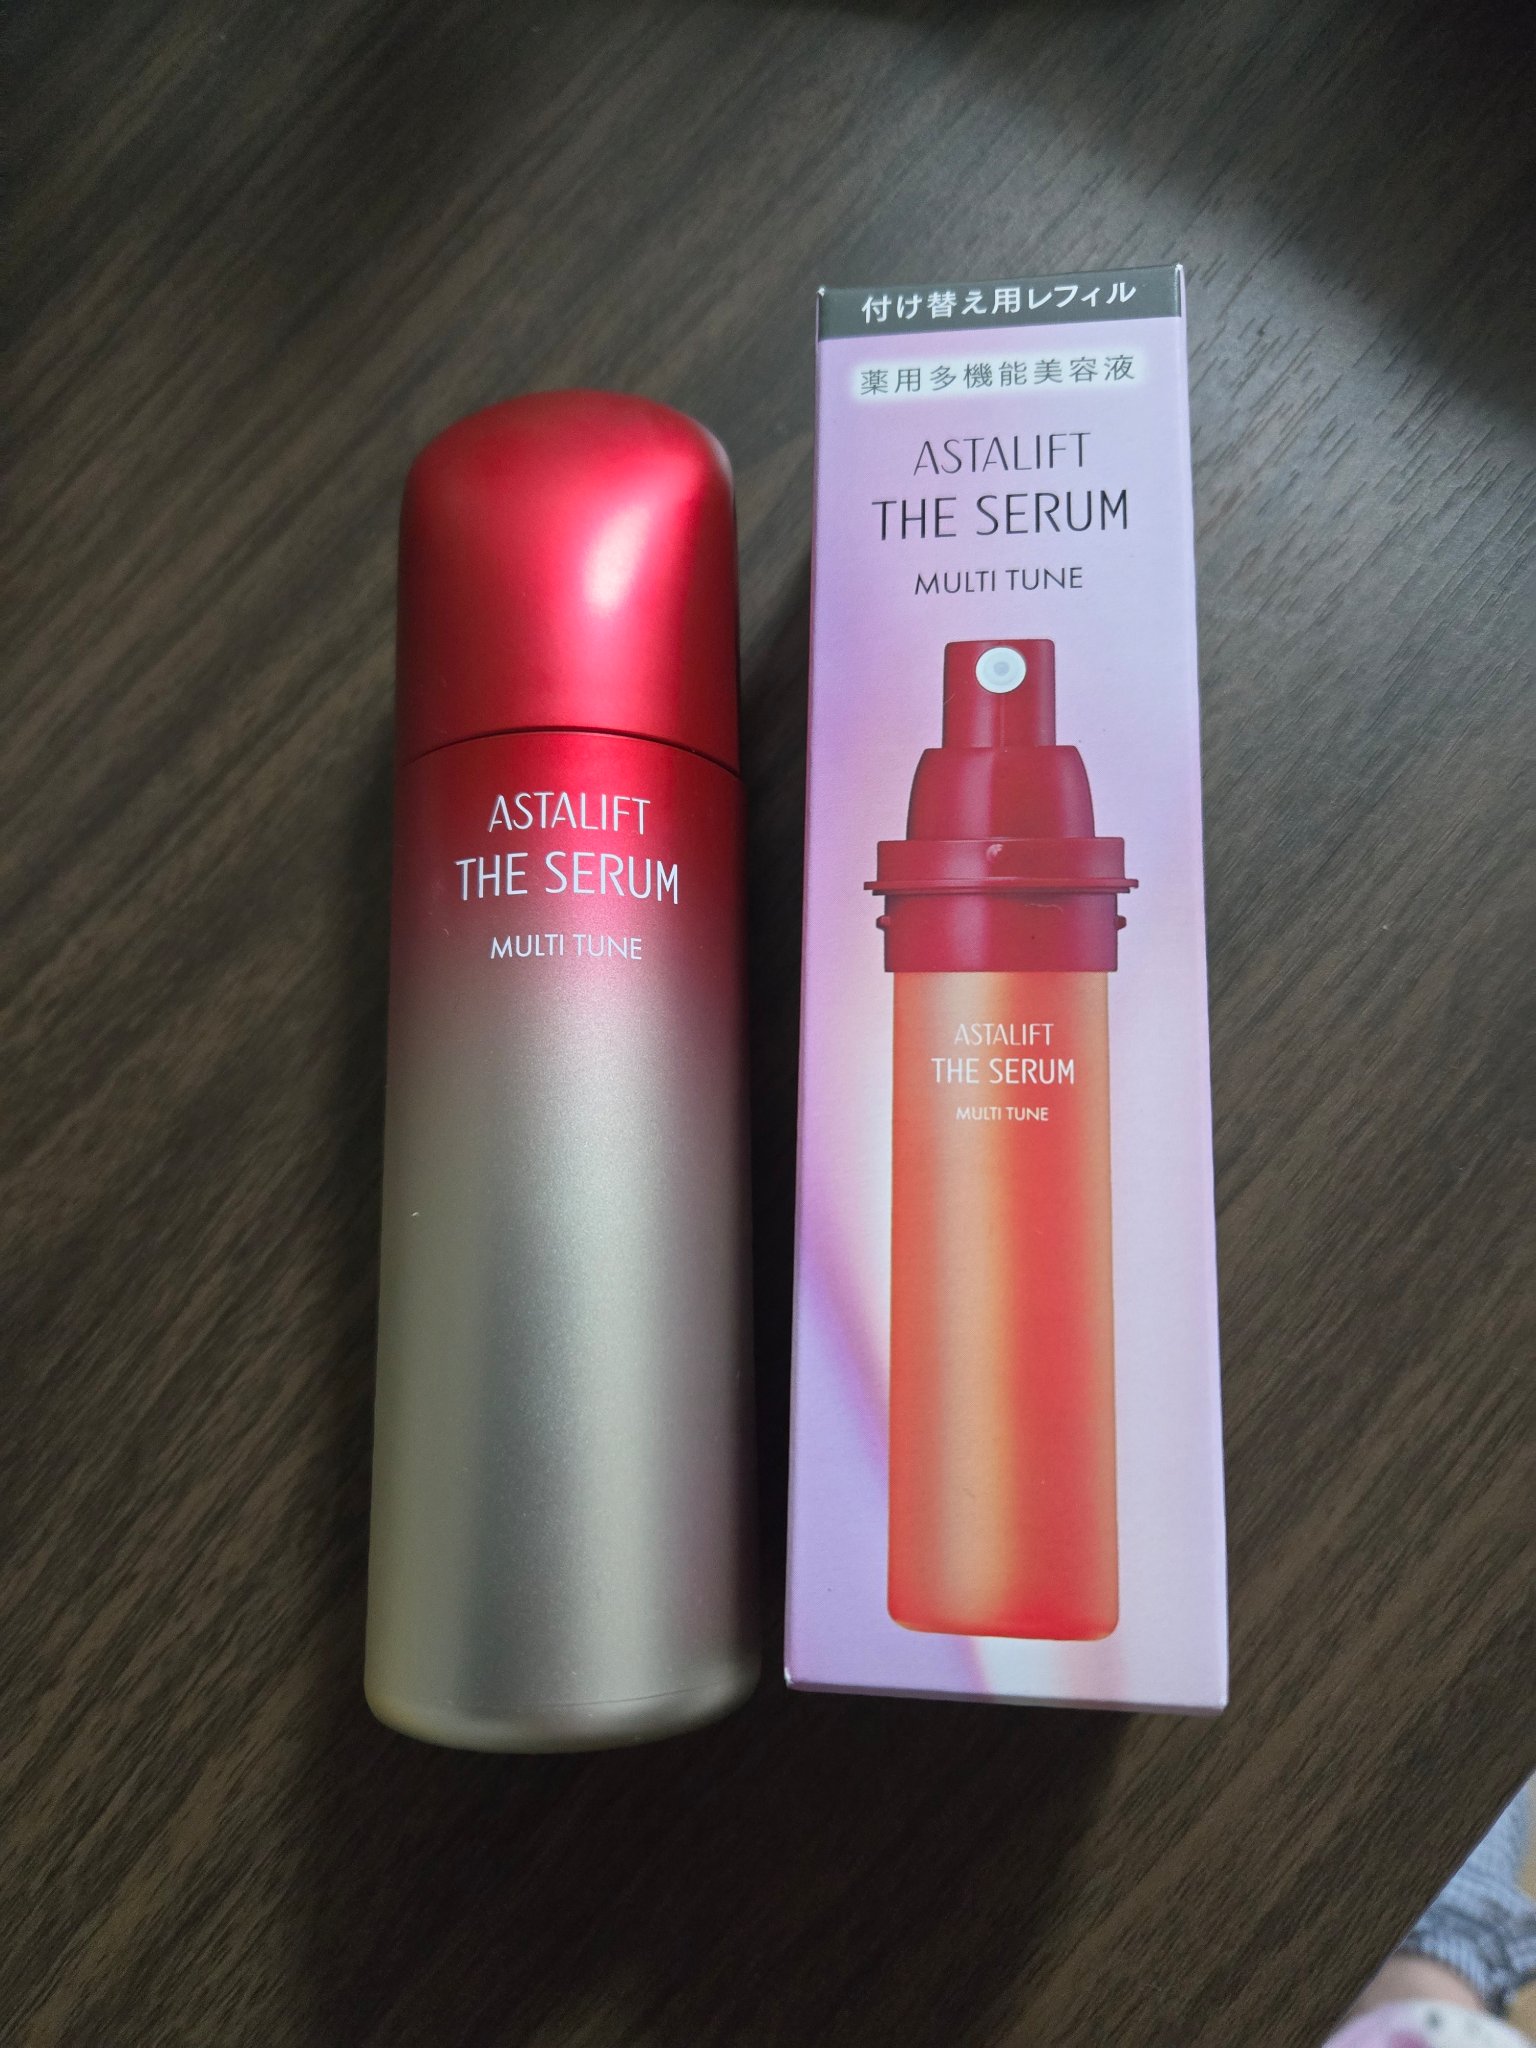 ASTALIFT
THE SERUM
MULTI TUNE
付け替え用レフィル
薬用多機能美容液
ASTALIFT
THE SERUM
MULTI TUNE
ASTALIFT
THE SERUM
MULTI TUNE